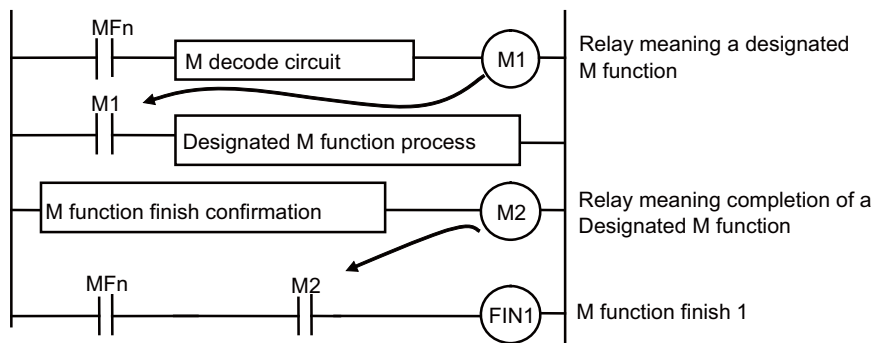 MFn
M decode circuit
M1
Relay meaning a designated
M function
M1
Designated M function process
M function finish confirmation
M2
Relay meaning completion of a
Designated M function
MFn
M2
FIN1
M function finish 1